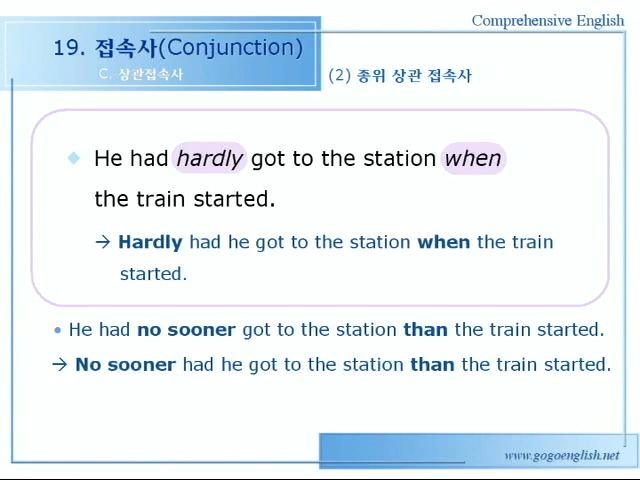 Comprehensive English
19. 접속사(Conjunction)
C. 상관접속사
(2) 종위 상관 접속사
He had hardly got to the station when
the train started.
→ Hardly had he got to the station when the train
started.
• He had no sooner got to the station than the train started.
→ No sooner had he got to the station than the train started.
www.gogoenglish.net